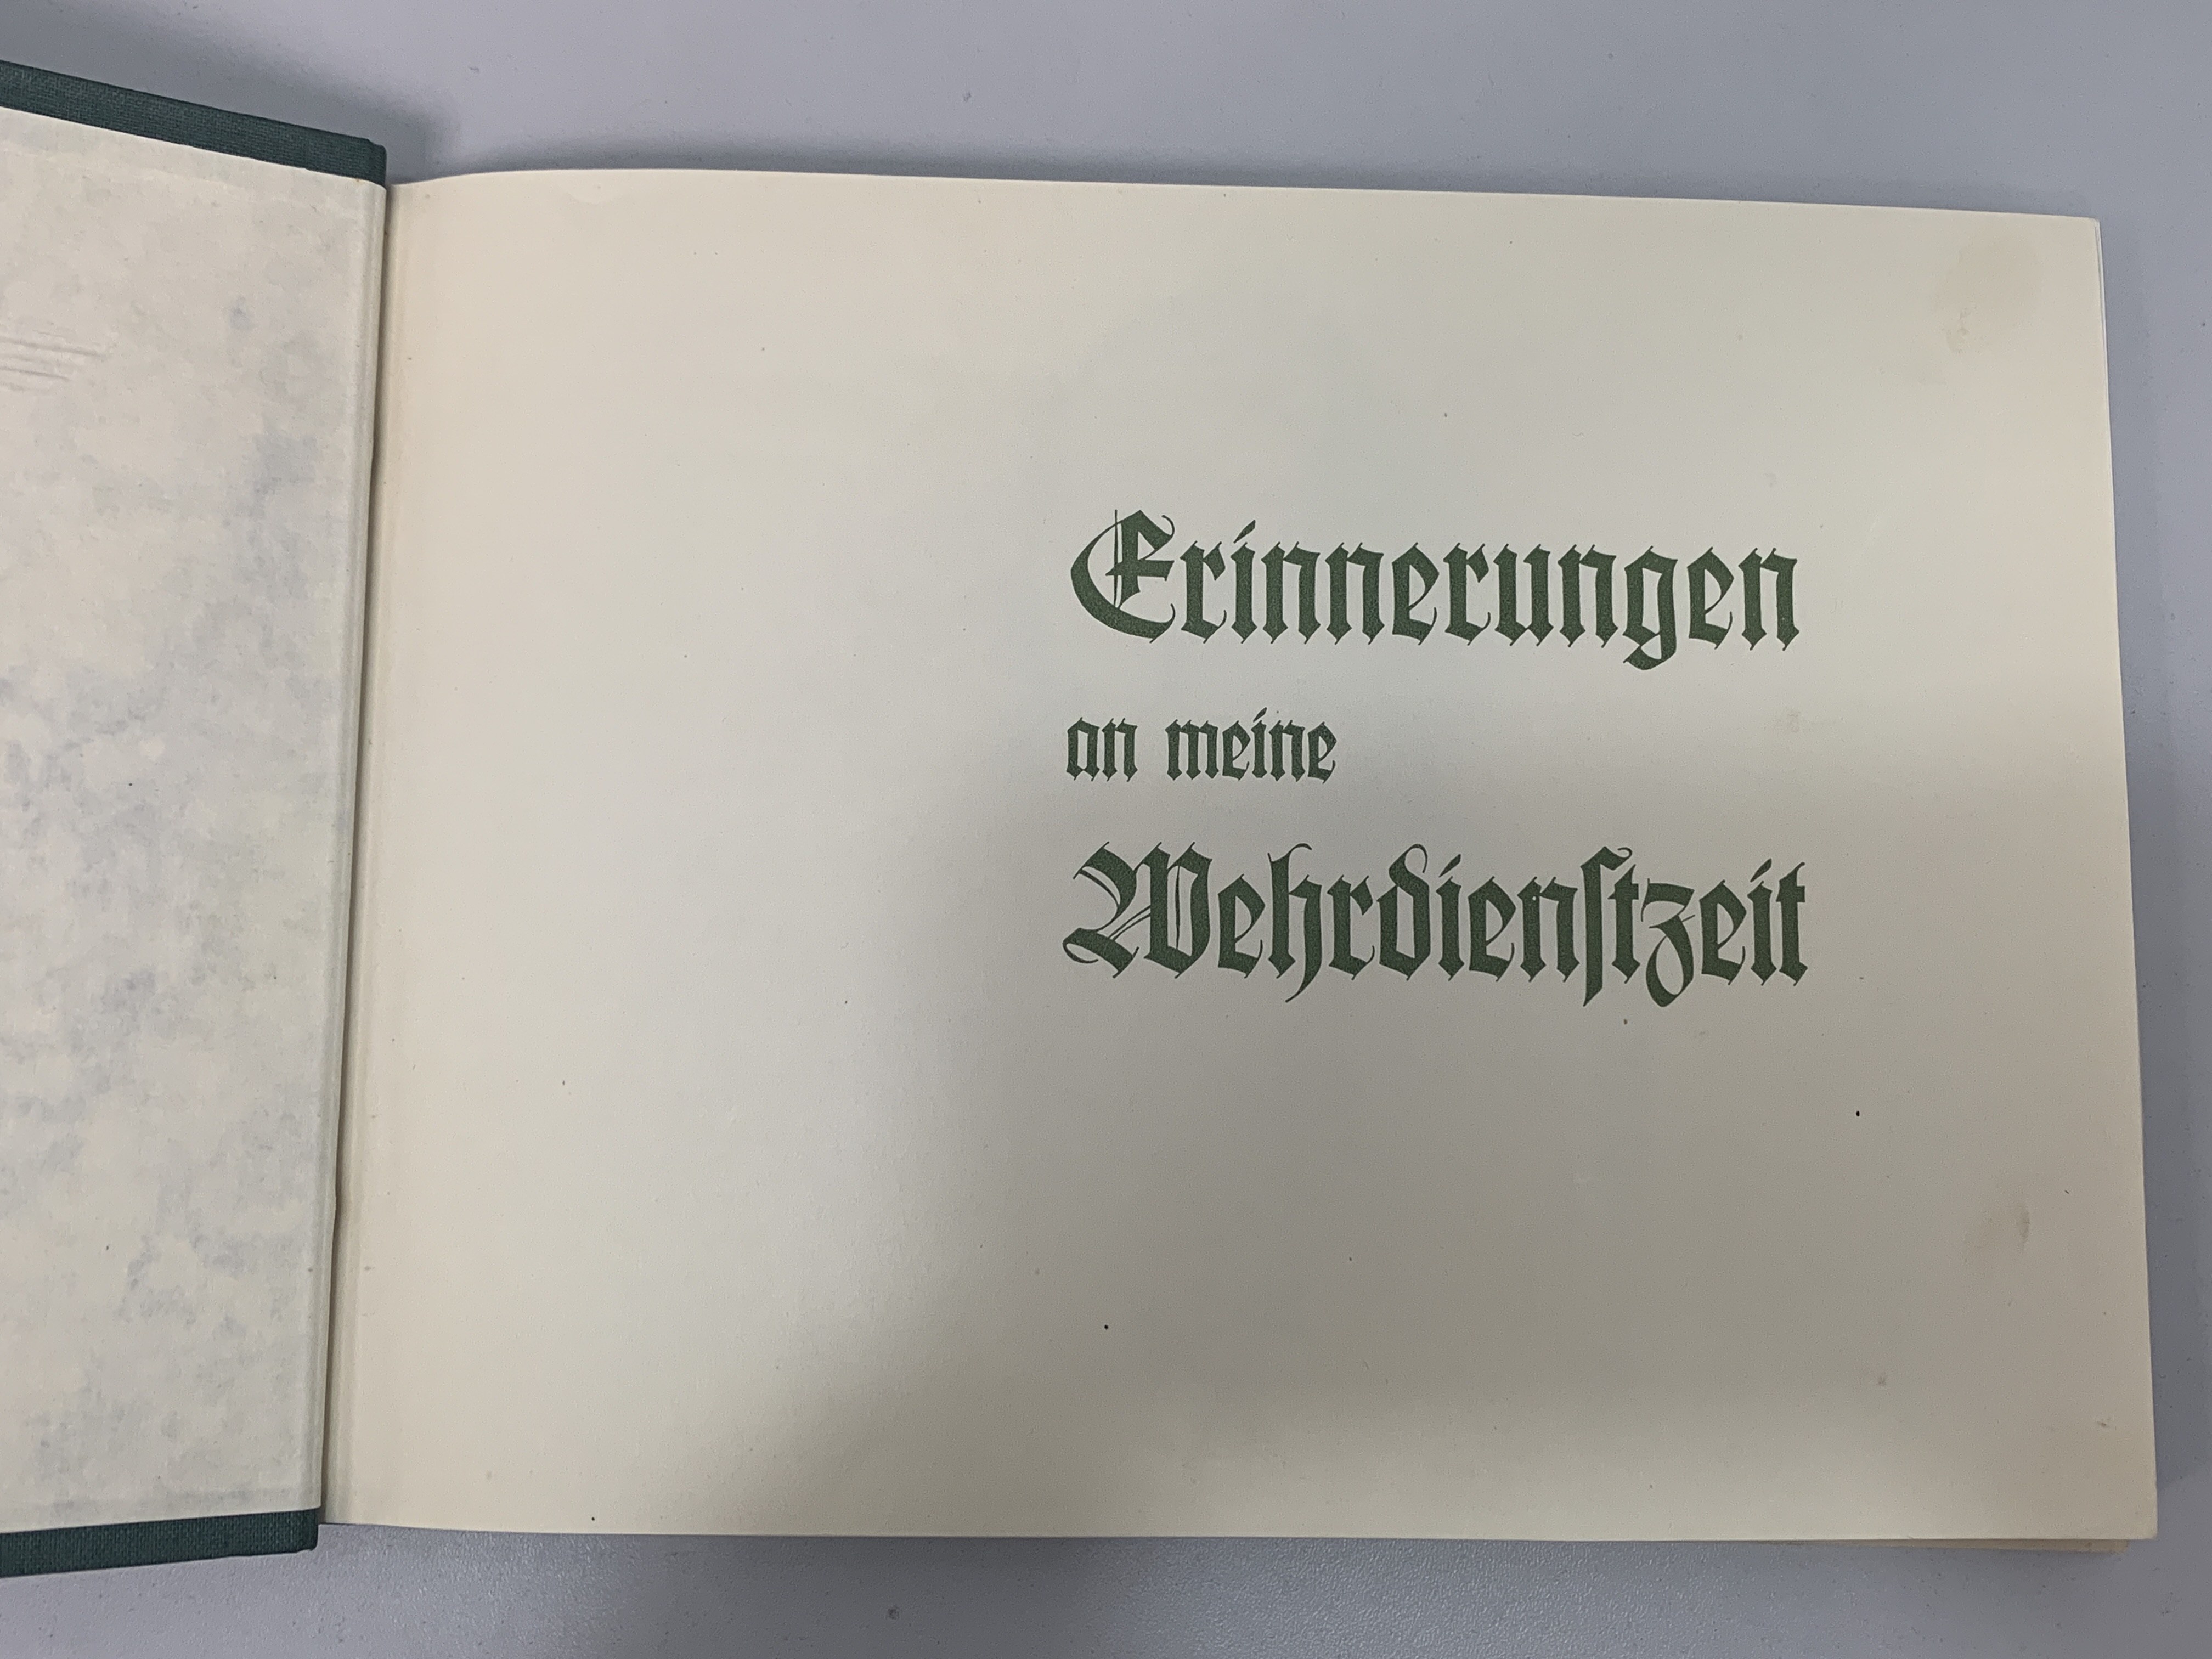 Erinnerungen
an meine
Wehrdienſtzeit